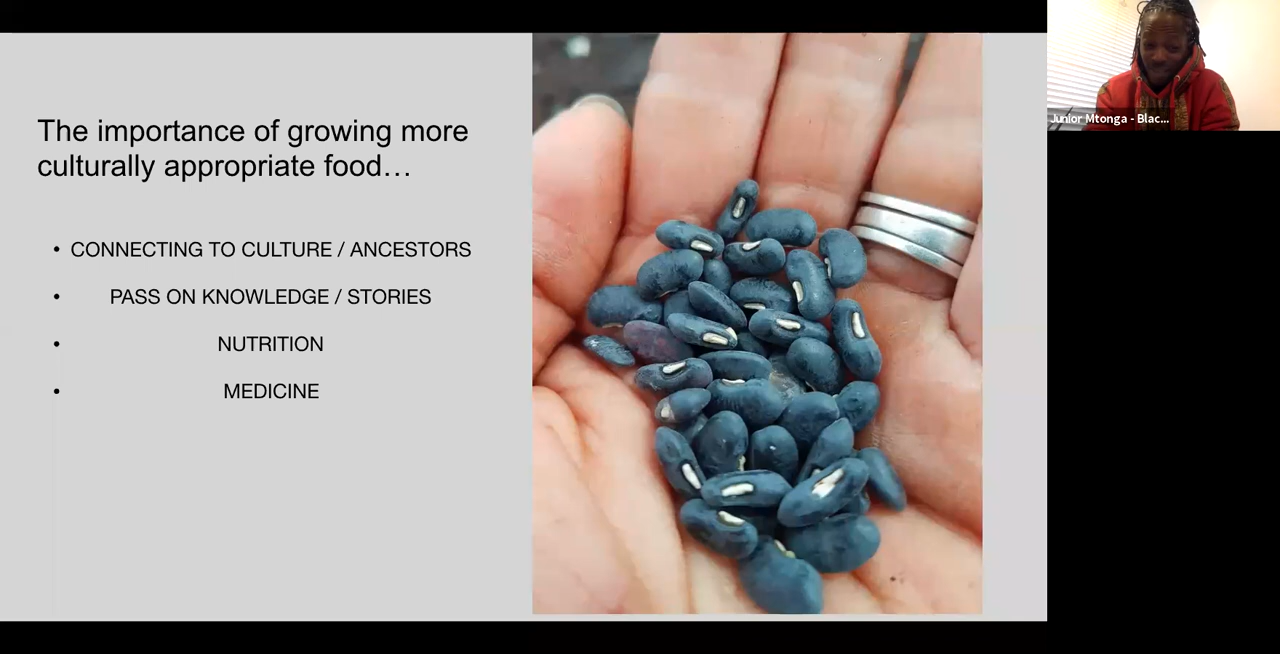 The importance of growing more
culturally appropriate food…
• CONNECTING TO CULTURE / ANCESTORS
• PASS ON KNOWLEDGE / STORIES
• NUTRITION
• MEDICINE
Junior Mtonga - Blac...